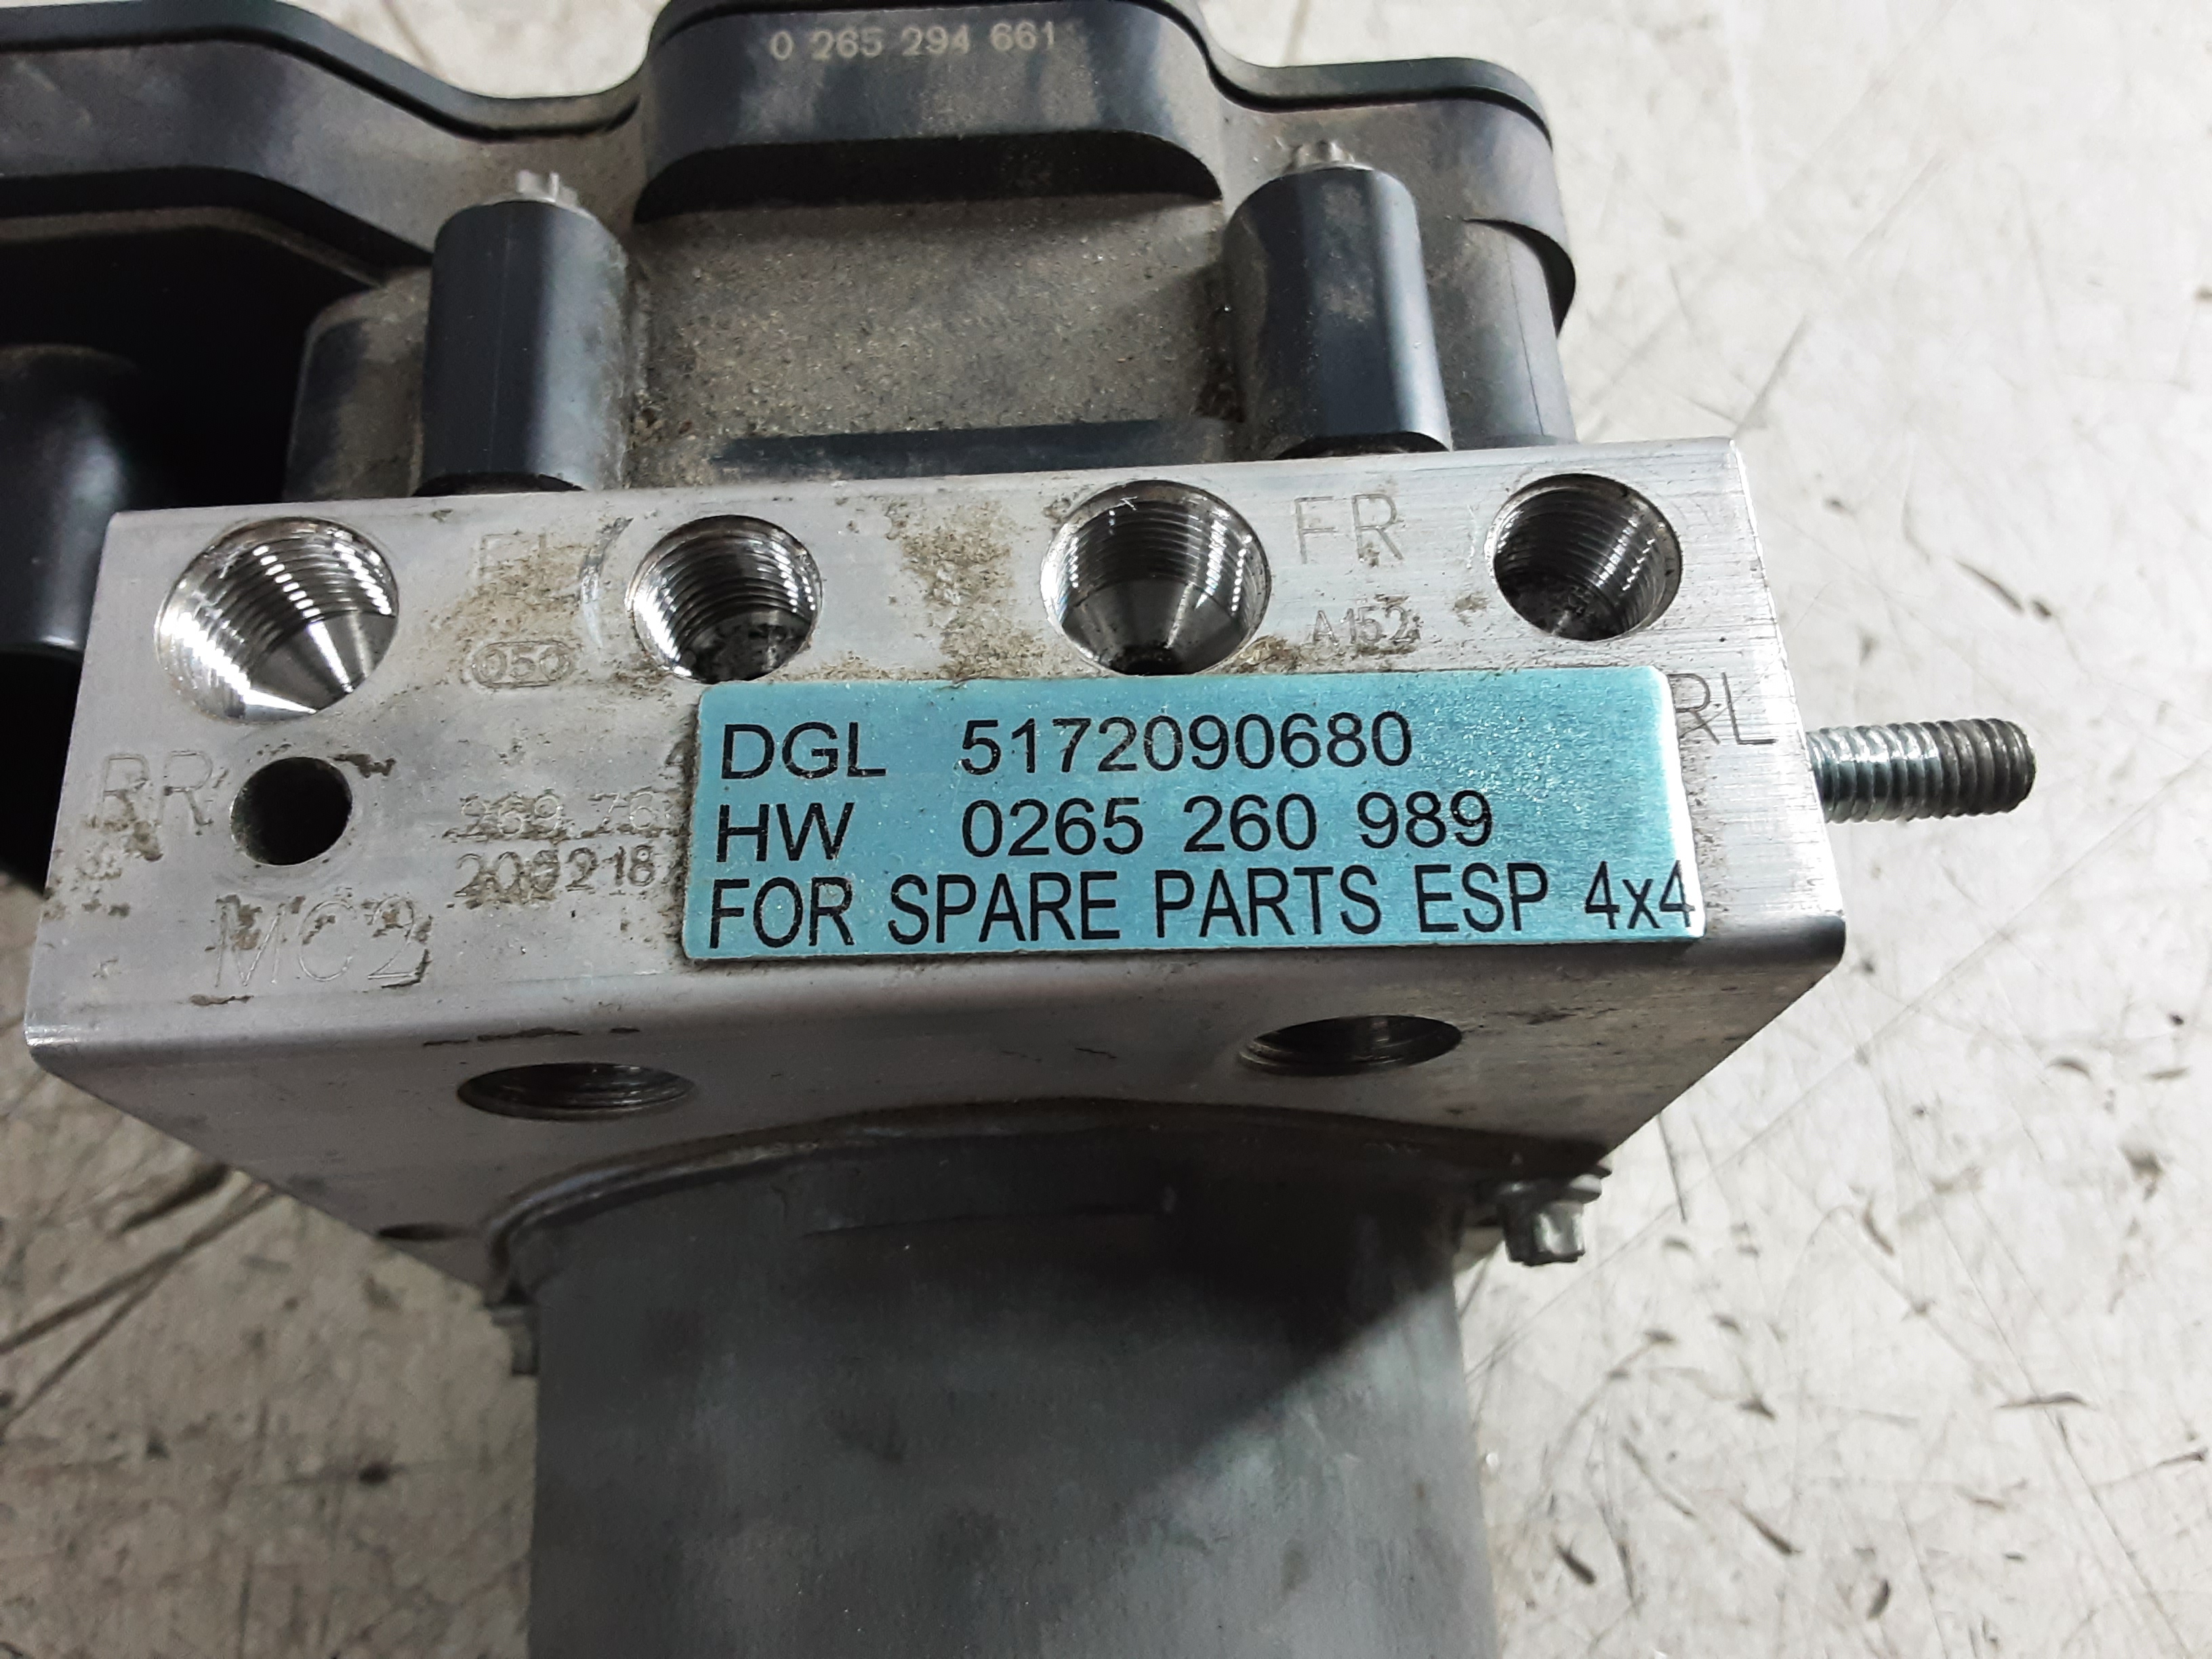 0 265 294 661
FR
A152
RR
RL
MC2
DGL 5172090680
HW 0265 260 989
FOR SPARE PARTS ESP 4x4